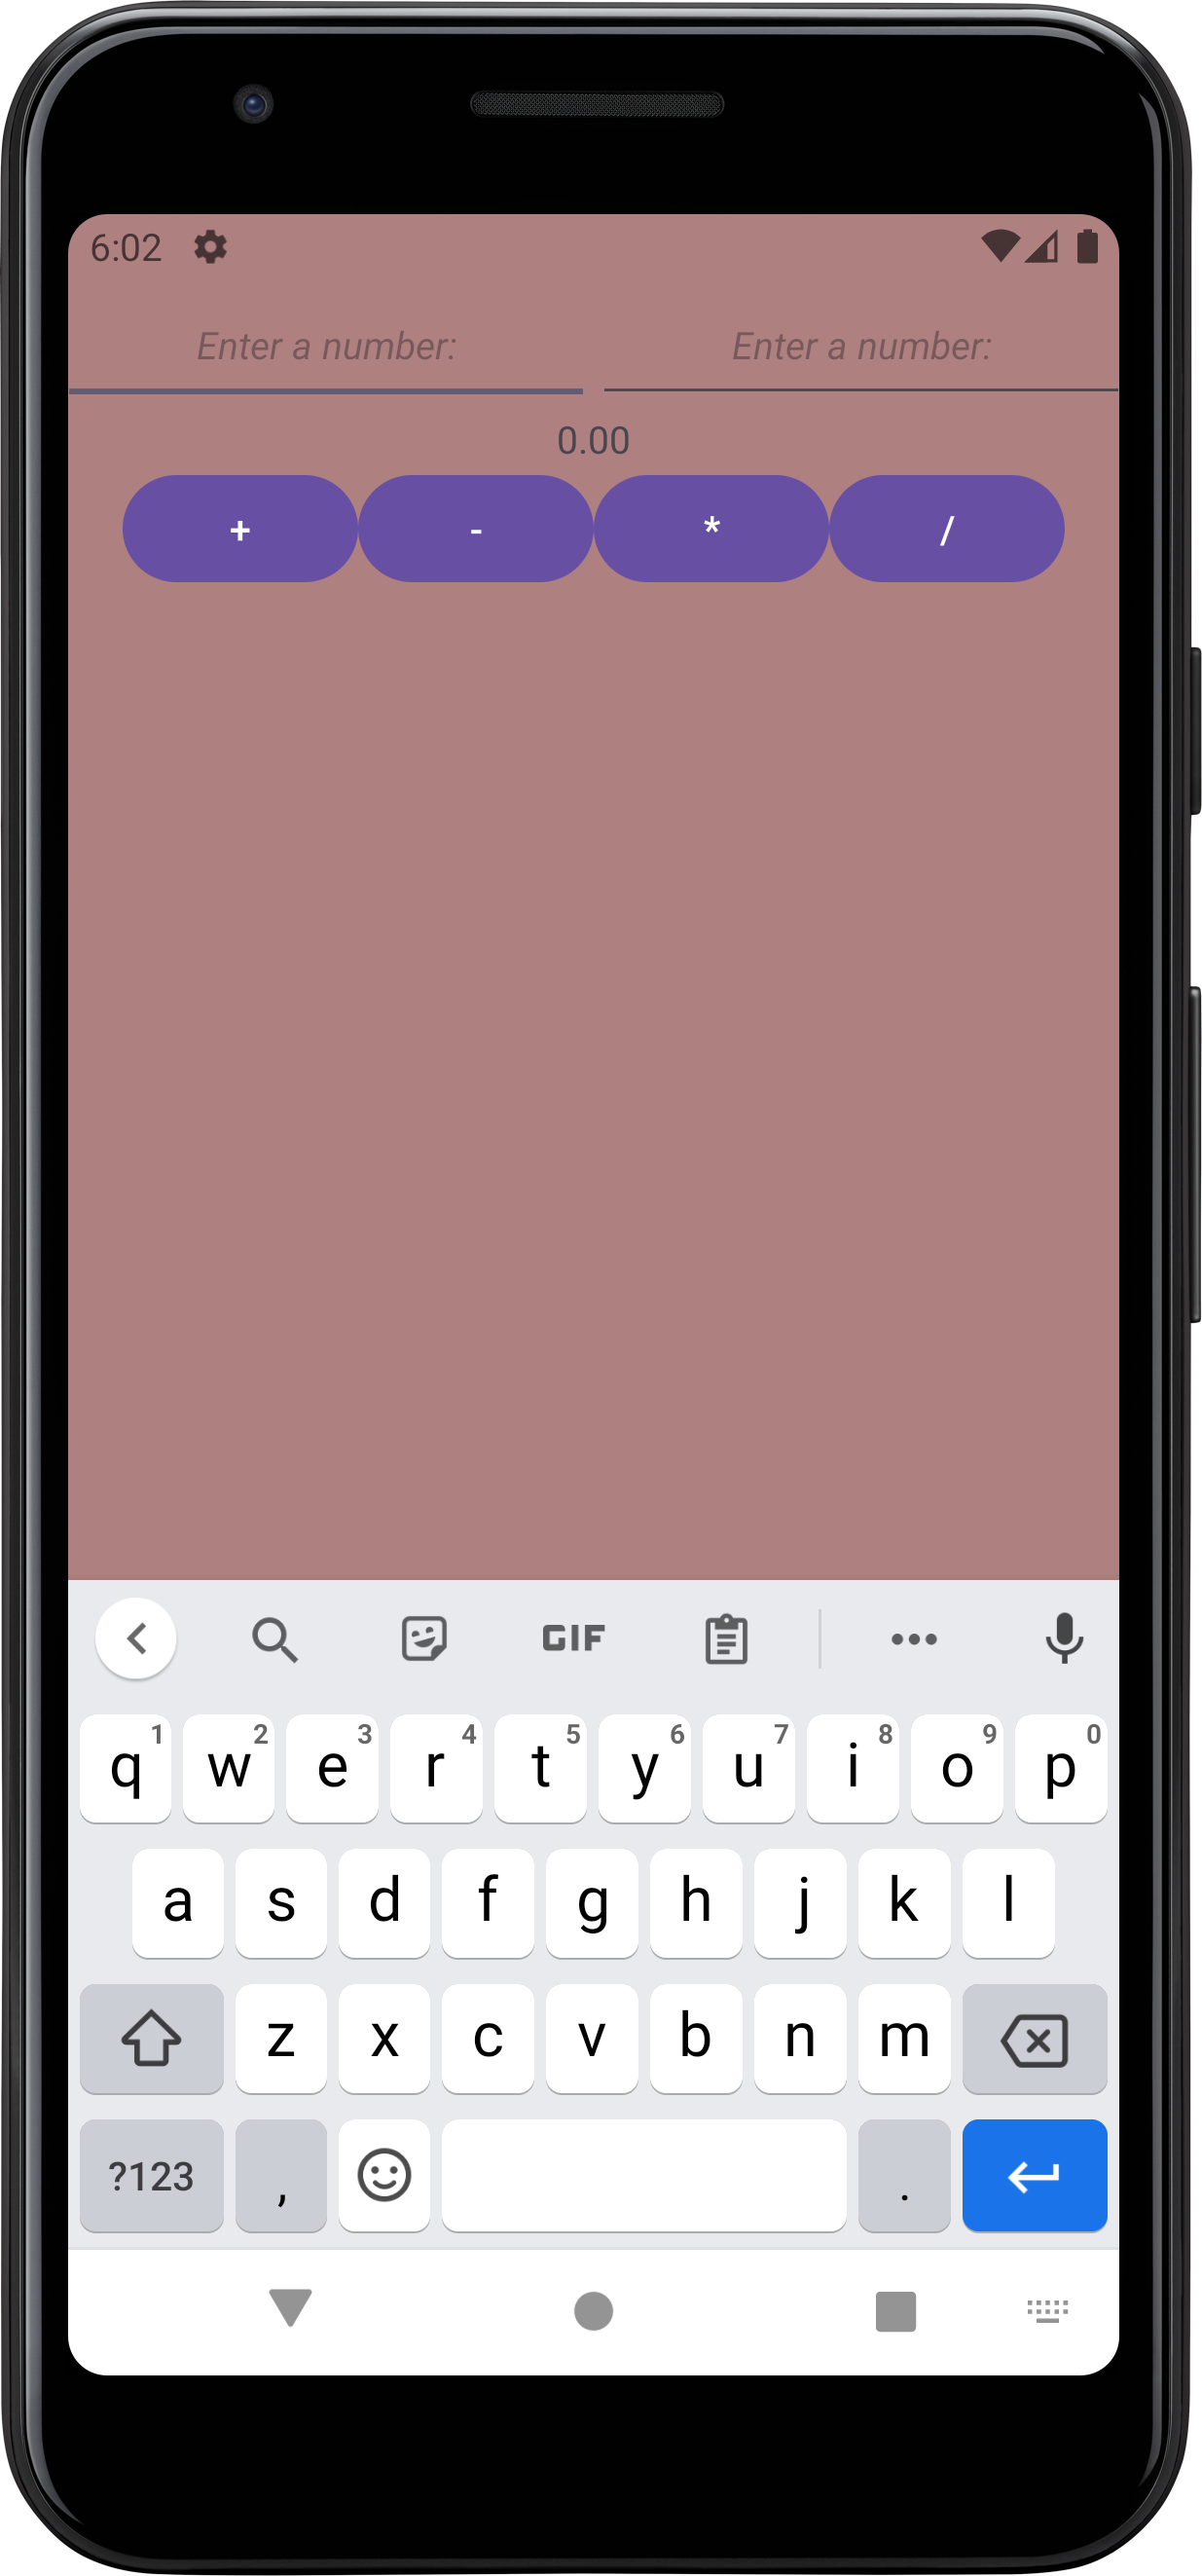 6:02
Enter a number: Enter a number:
0.00
+ - * /
GIF
q 1 w 2 e 3 r 4 t 5 y 6 u 7 i 8 o 9 p 0
a s d f g h j k l
z x c v b n m
?123 , .